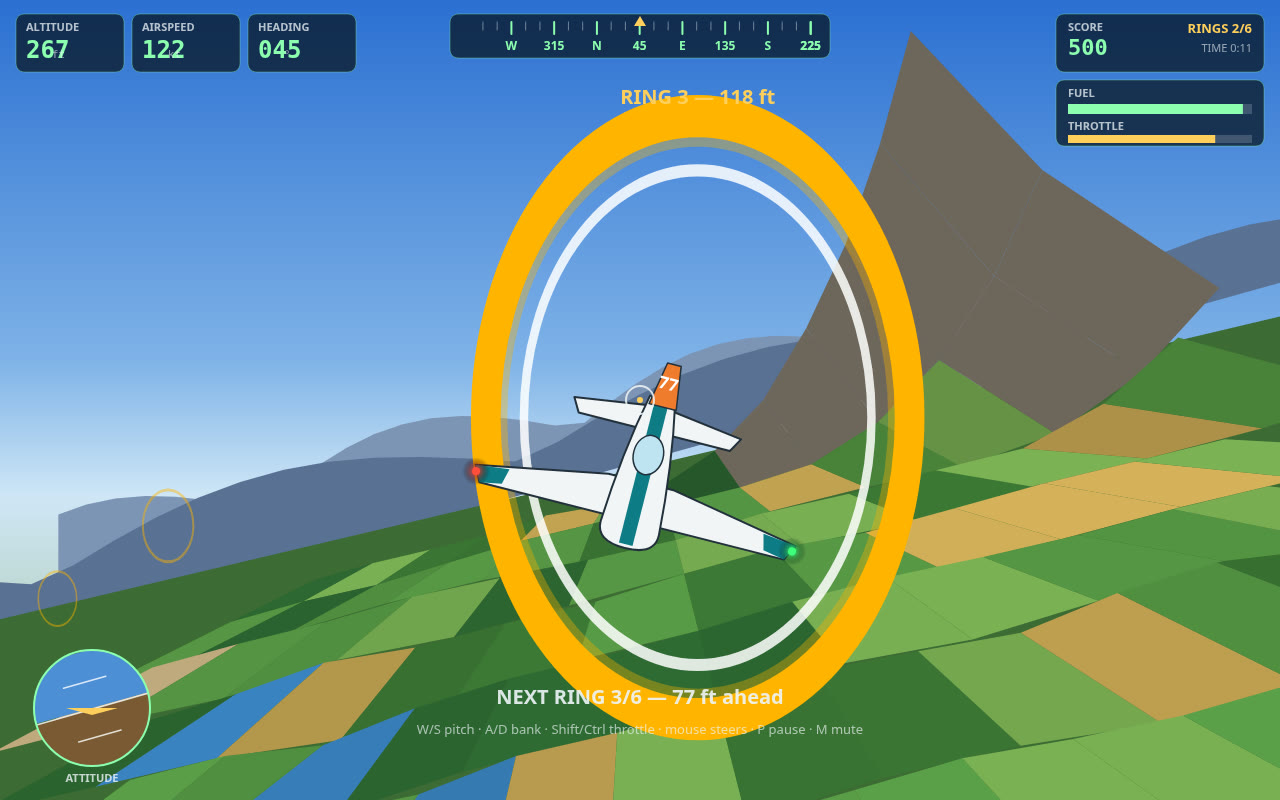 ALTITUDE
267
AIRSPEED
122
HEADING
045
W 315 N 45 E 135 S 225
SCORE
500
RINGS 2/6
TIME 0:11
FUEL
THROTTLE
RING 3 — 118 ft
77
NEXT RING 3/6 — 77 ft ahead
W/S pitch · A/D bank · Shift/Ctrl throttle · mouse steers · P pause · M mute
ATTITUDE